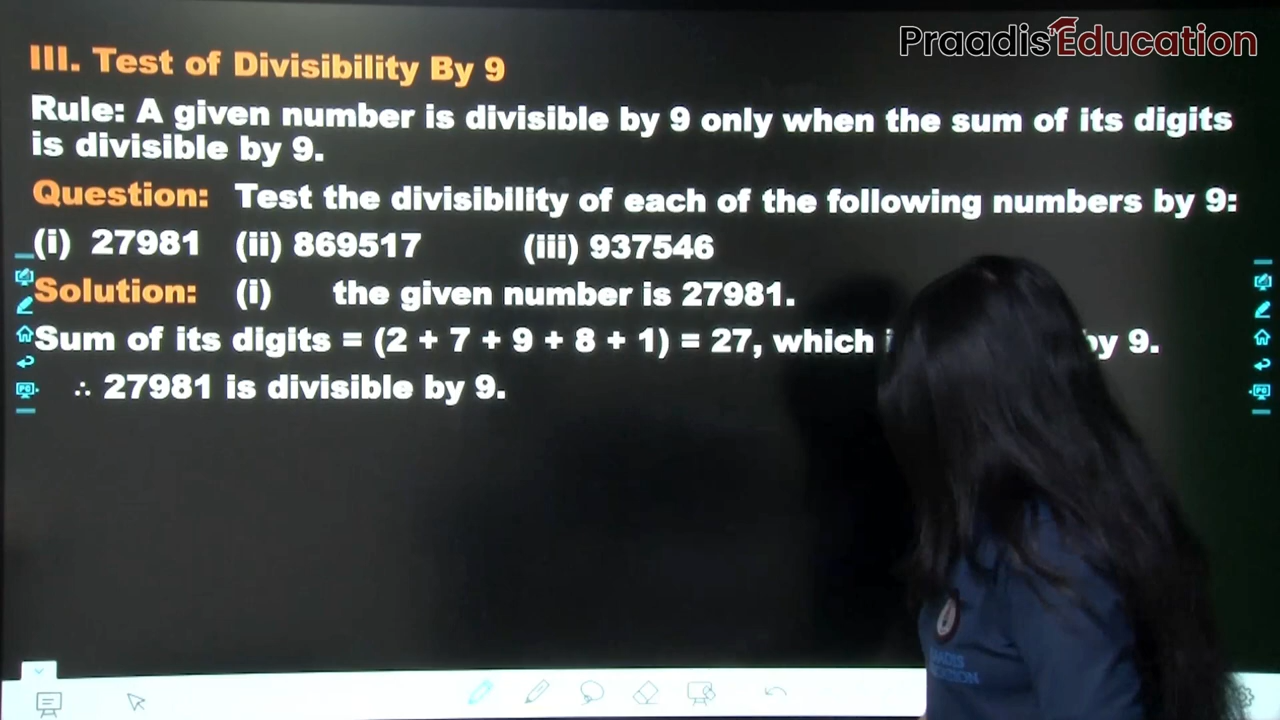 Praadis Education
III. Test of Divisibility By 9
Rule: A given number is divisible by 9 only when the sum of its digits
is divisible by 9.
Question: Test the divisibility of each of the following numbers by 9:
(i) 27981 (ii) 869517 (iii) 937546
Solution: (i) the given number is 27981.
Sum of its digits = (2 + 7 + 9 + 8 + 1) = 27, which by 9.
∴ 27981 is divisible by 9.